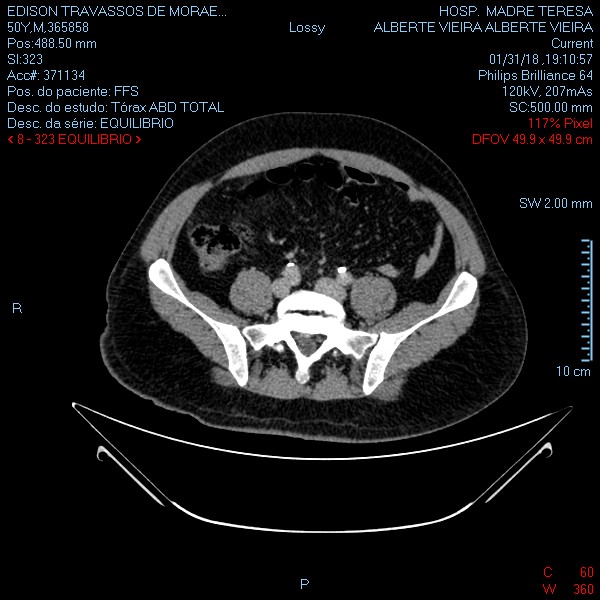 EDISON TRAVASSOS DE MORAE...
50Y,M,365858
Pos:488.50 mm
SI:323
Acc#: 371134
Pos. do paciente: FFS
Desc. do estudo: Tórax ABD TOTAL
Desc. da série: EQUILIBRIO
< 8 - 323 EQUILIBRIO >
Lossy
HOSP. MADRE TERESA
ALBERTE VIEIRA ALBERTE VIEIRA
Current
01/31/18 ,19:10:57
Philips Brilliance 64
120kV, 207mAs
SC:500.00 mm
117% Pixel
DFOV 49.9 x 49.9 cm
SW 2.00 mm
R
10 cm
P
C 60
W 360